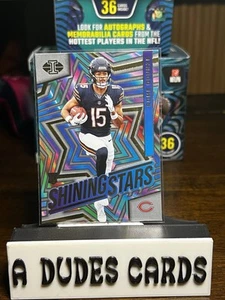 36
LOOK FOR AUTOGRAPHS &
MEMORABILIA CARDS FROM THE
HOTTEST PLAYERS IN THE NFL!
36
15
SHINING STARS
A DUDES CARDS